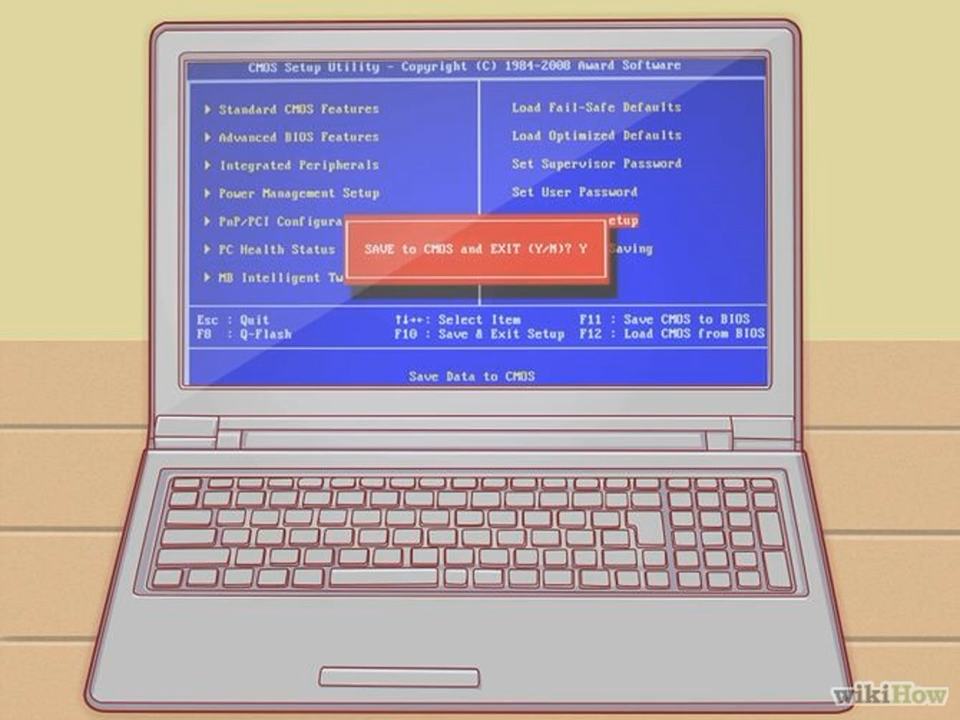 CMOS Setup Utility - Copyright (C) 1984-2008 Award Software
Standard CMOS Features
Advanced BIOS Features
Integrated Peripherals
Power Management Setup
PnP/PCI Configura
PC Health Status
MB Intelligent Tw
Load Fail-Safe Defaults
Load Optimized Defaults
Set Supervisor Password
Set User Password
etup
Saving
SAVE to CMOS and EXIT (Y/N)? Y
Esc : Quit ↑↓→←: Select Item F11 : Save CMOS to BIOS
F8 : Q-Flash F10 : Save & Exit Setup F12 : Load CMOS from BIOS
Save Data to CMOS
wikiHow